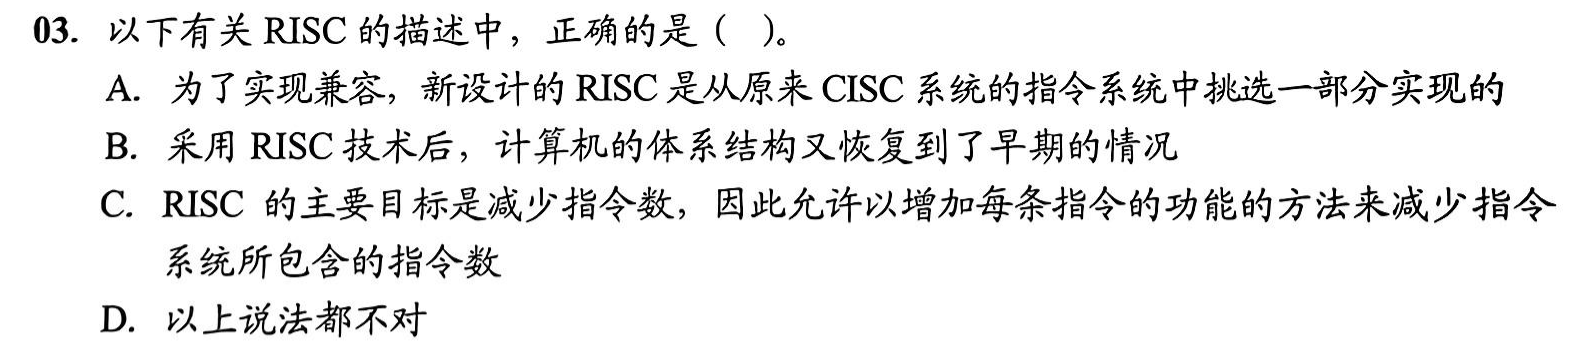 03. 以下有关 RISC 的描述中，正确的是（ ）。
A. 为了实现兼容，新设计的 RISC 是从原来 CISC 系统的指令系统中挑选一部分实现的
B. 采用 RISC 技术后，计算机的体系结构又恢复到了早期的情况
C. RISC 的主要目标是减少指令数，因此允许以增加每条指令的功能的方法来减少指令
系统所包含的指令数
D. 以上说法都不对